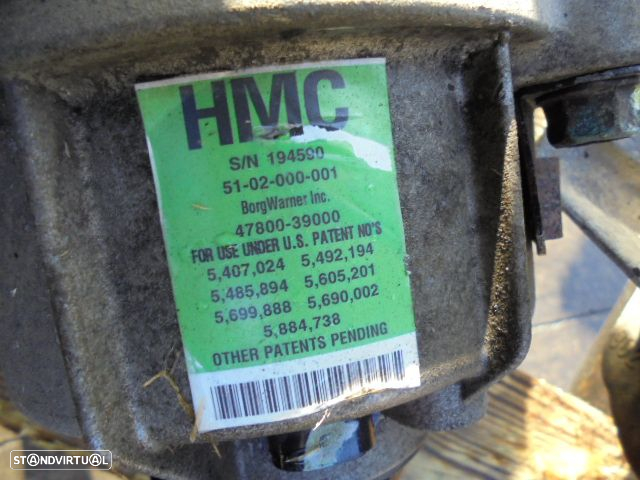 HMC
S/N 194590
51-02-000-001
BorgWarner Inc.
47800-39000
FOR USE UNDER U.S. PATENT NO'S
5,407,024 5,492,194
5,485,894 5,605,201
5,699,888 5,690,002
5,884,738
OTHER PATENTS PENDING
STANDVIRTUAL